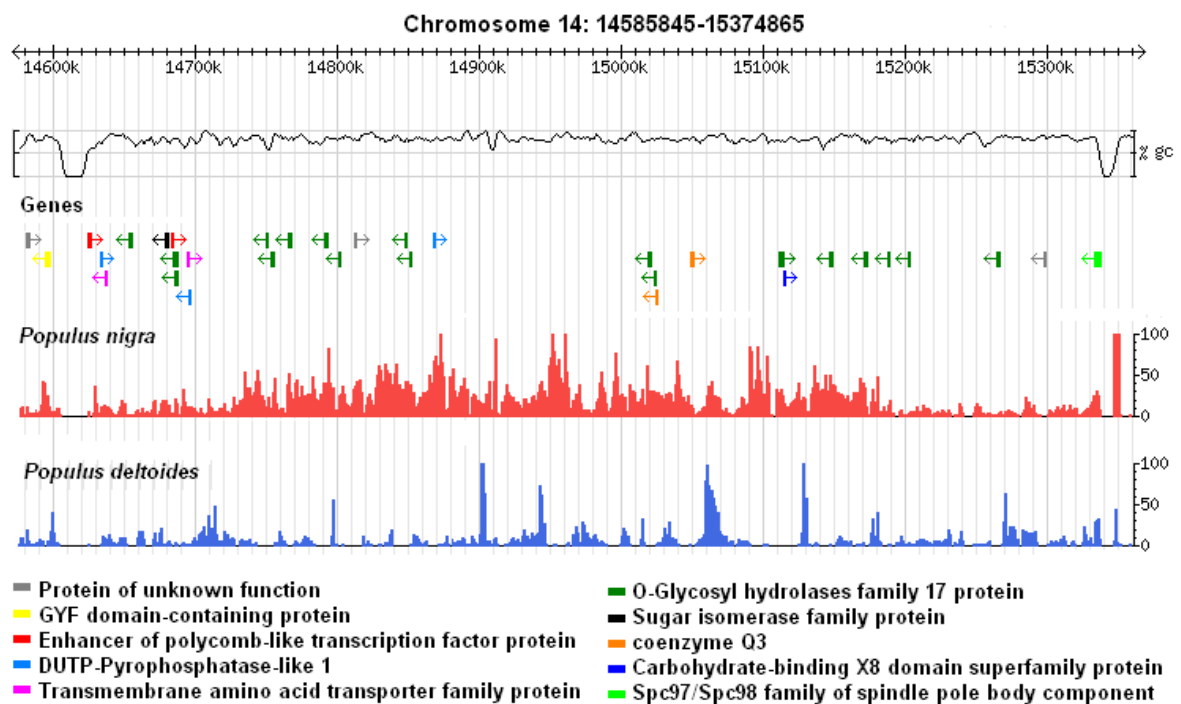 Chromosome 14: 14585845-15374865
14600k 14700k 14800k 14900k 15000k 15100k 15200k 15300k
% gc
Genes
Populus nigra
100
50
0
Populus deltoides
100
50
0
Protein of unknown function
GYF domain-containing protein
Enhancer of polycomb-like transcription factor protein
DUTP-Pyrophosphatase-like 1
Transmembrane amino acid transporter family protein
O-Glycosyl hydrolases family 17 protein
Sugar isomerase family protein
coenzyme Q3
Carbohydrate-binding X8 domain superfamily protein
Spc97/Spc98 family of spindle pole body component